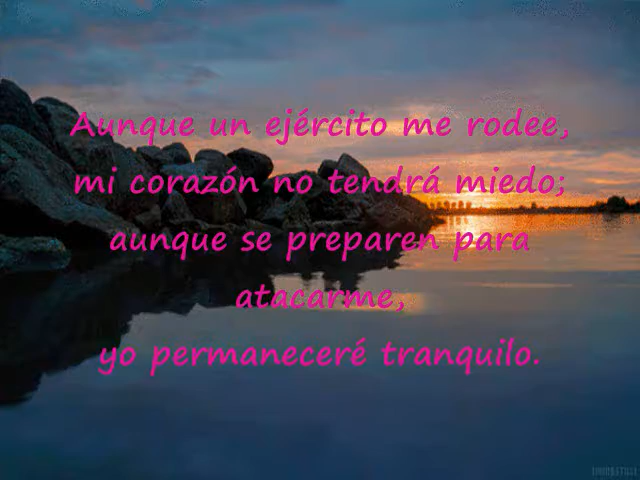 Aunque un ejército me rodee,
mi corazón no tendrá miedo;
aunque se preparen para
atacarme,
yo permaneceré tranquilo.